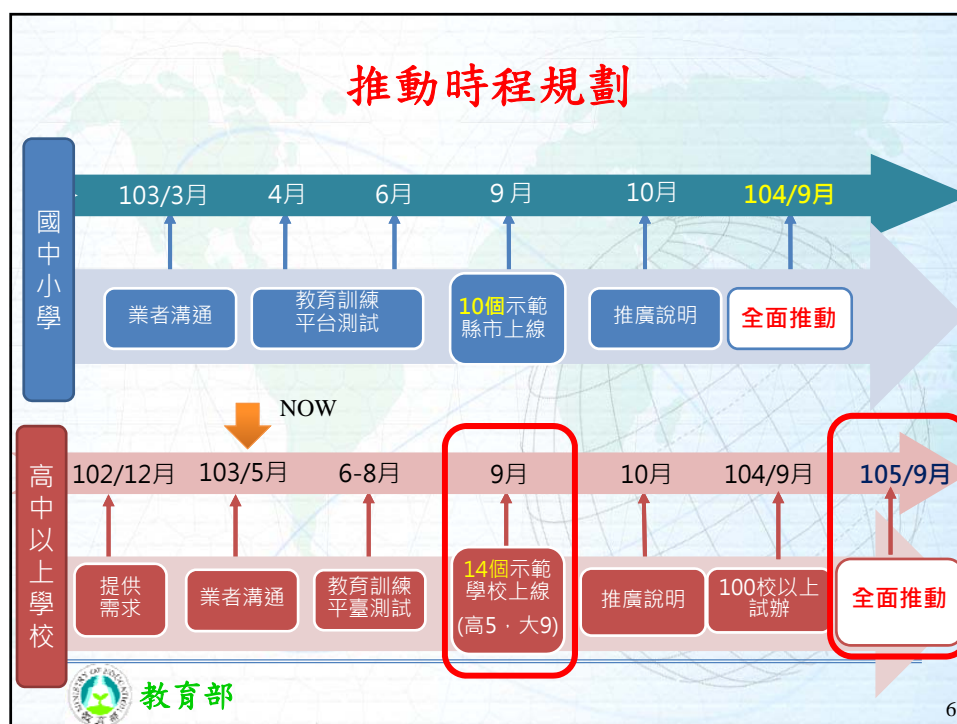 推動時程規劃
國中小學
103/3月 4月 6月 9月 10月 104/9月
業者溝通
教育訓練
平台測試
10個示範
縣市上線
推廣說明
全面推動
NOW
高中以上學校
102/12月 103/5月 6-8月 9月 10月 104/9月 105/9月
提供
需求
業者溝通
教育訓練
平臺測試
14個示範
學校上線
(高5，大9)
推廣說明
100校以上
試辦
全面推動
教育部
6